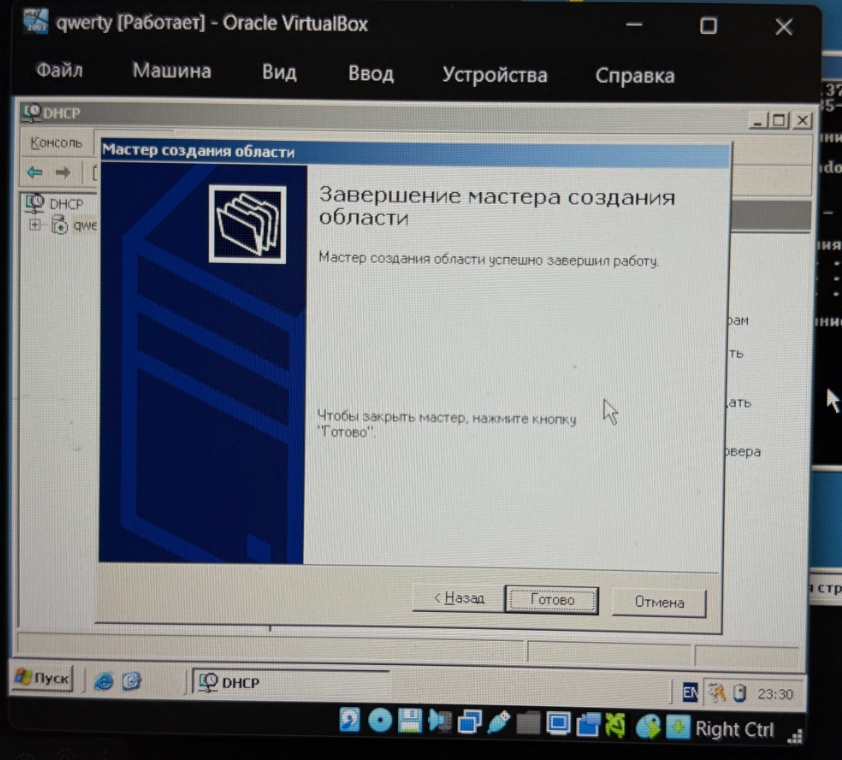 qwerty [Работает] - Oracle VirtualBox
Файл Машина Вид Ввод Устройства Справка
DHCP
Консоль
Мастер создания области
DHCP
qwe
Завершение мастера создания
области
Мастер создания области успешно завершил работу.
Чтобы закрыть мастер, нажмите кнопку
"Готово".
рам
ть
ать
рвера
< Назад Готово Отмена
Пуск DHCP EN 23:30
Right Ctrl